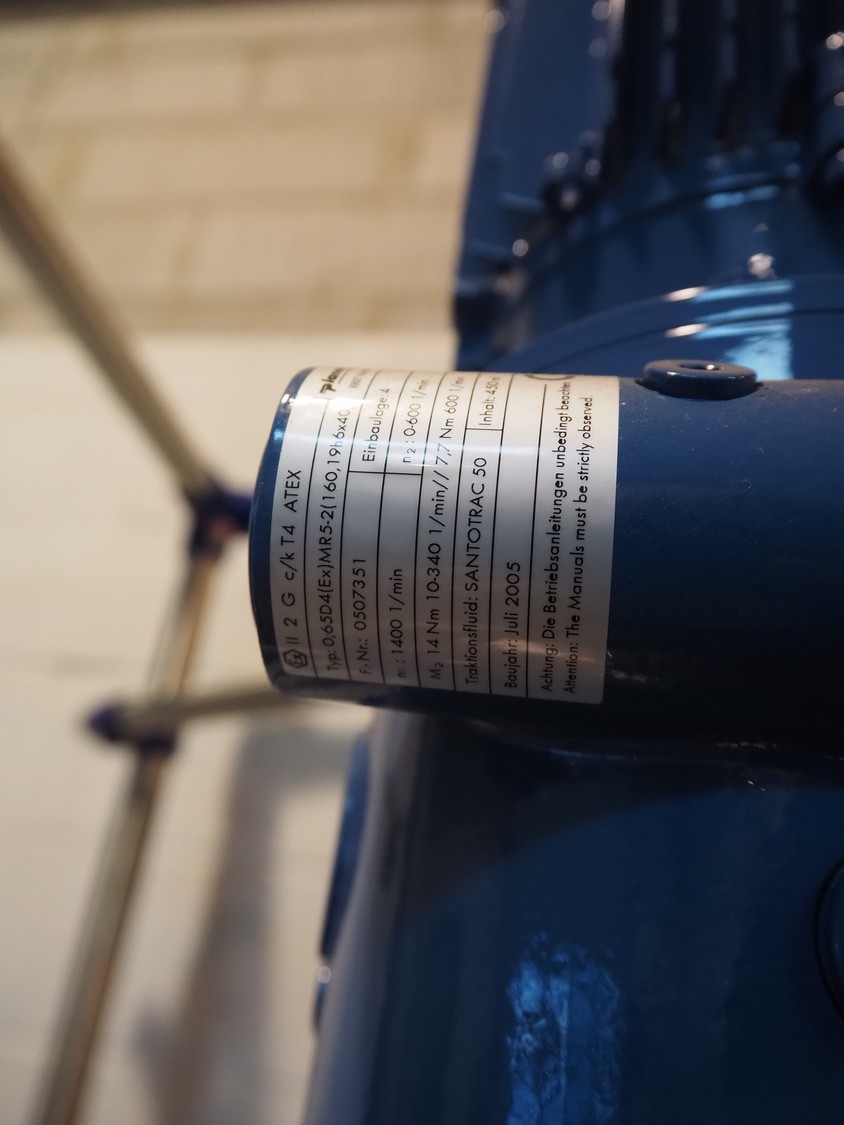 II 2 G c/k T4 ATEX
Typ: 0,65D4(Ex)MR5-2(160,19h6x40
F.-Nr.: 0507351 Einbaulage: 4
n₁ : 1400 1/min n₂ : 0-600 1/min
M₂ 14 Nm 10-340 1/min//7,7 Nm 600 1/min
Traktionsfluid: SANTOTRAC 50 Inhalt: 450
Baujahr: Juli 2005
Achtung: Die Betriebsanleitungen unbedingt beachten
Attention: The Manuals must be strictly observed